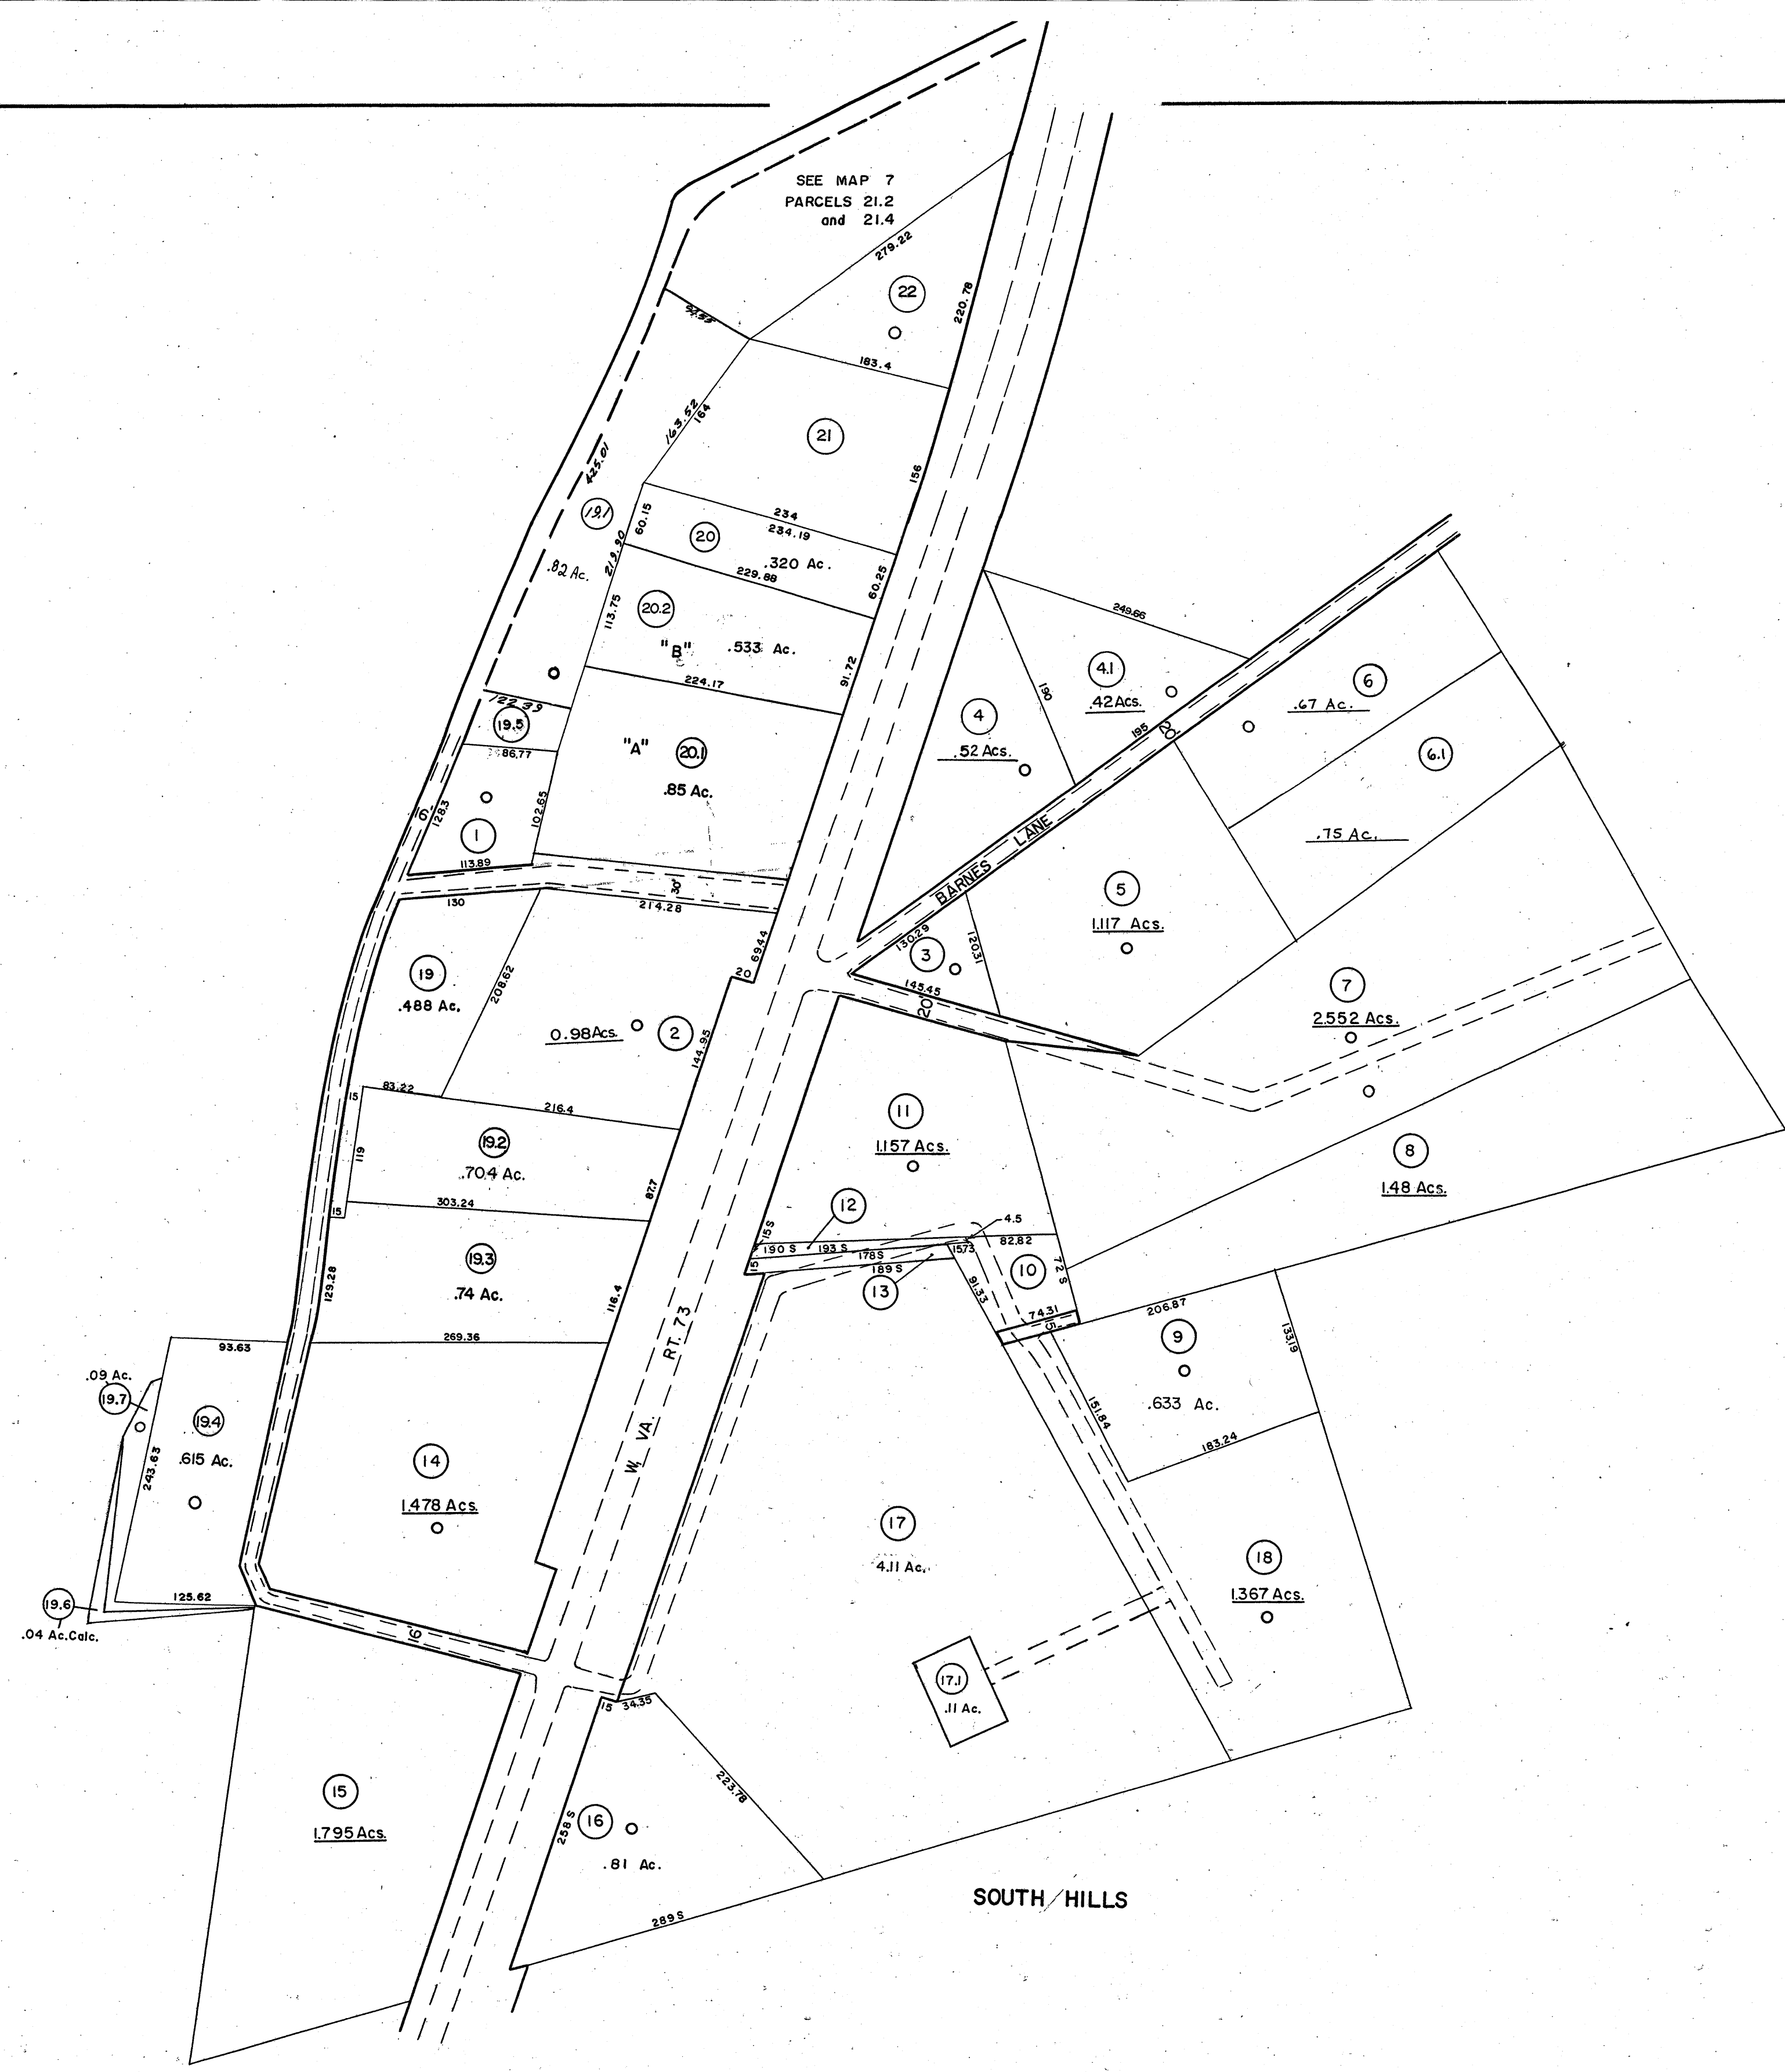 SEE MAP 7
PARCELS 21.2
and 21.4
279.22
22
220.78
183.4
163.52
164
21
425.01
156
19.1
60.15
234
20
234.19
.320 Ac.
219.90
.82 Ac.
229.88
60.25
113.75
20.2
"B" .533 Ac.
91.72
224.17
249.66
4.1
.42 Acs.
190
6
.67 Ac.
122.39
19.5
86.77
"A" 20.1
.85 Ac.
4
.52 Acs.
195
20
6.1
.75 Ac.
128.3
102.65
1
113.89
BARNES LANE
130
30'
214.28
5
1.117 Acs.
130.29
3
120.31
69.44
20
145.45
20
19
.488 Ac.
208.62
0.98 Acs.
2
144.95
7
2.552 Acs.
15
83.22
216.4
11
1.157 Acs.
19.2
.704 Ac.
119
8
1.48 Acs.
15
303.24
87.7
12
15 S
4.5
190 S
193 S
178 S
15.73
82.82
15
189 S
13
10
72 S
19.3
.74 Ac.
129.28
116.4
91.33
74.31
15
206.87
9
.633 Ac.
133.19
W. VA. RT. 73
93.63
269.36
.09 Ac.
19.7
19.4
.615 Ac.
243.63
14
1.478 Acs.
151.84
183.24
17
4.11 Ac.
18
1.367 Acs.
125.62
19.6
.04 Ac.Calc.
17.1
.11 Ac.
15
34.35
15
1.795 Acs.
223.78
258 S
16
.81 Ac.
289 S
SOUTH HILLS